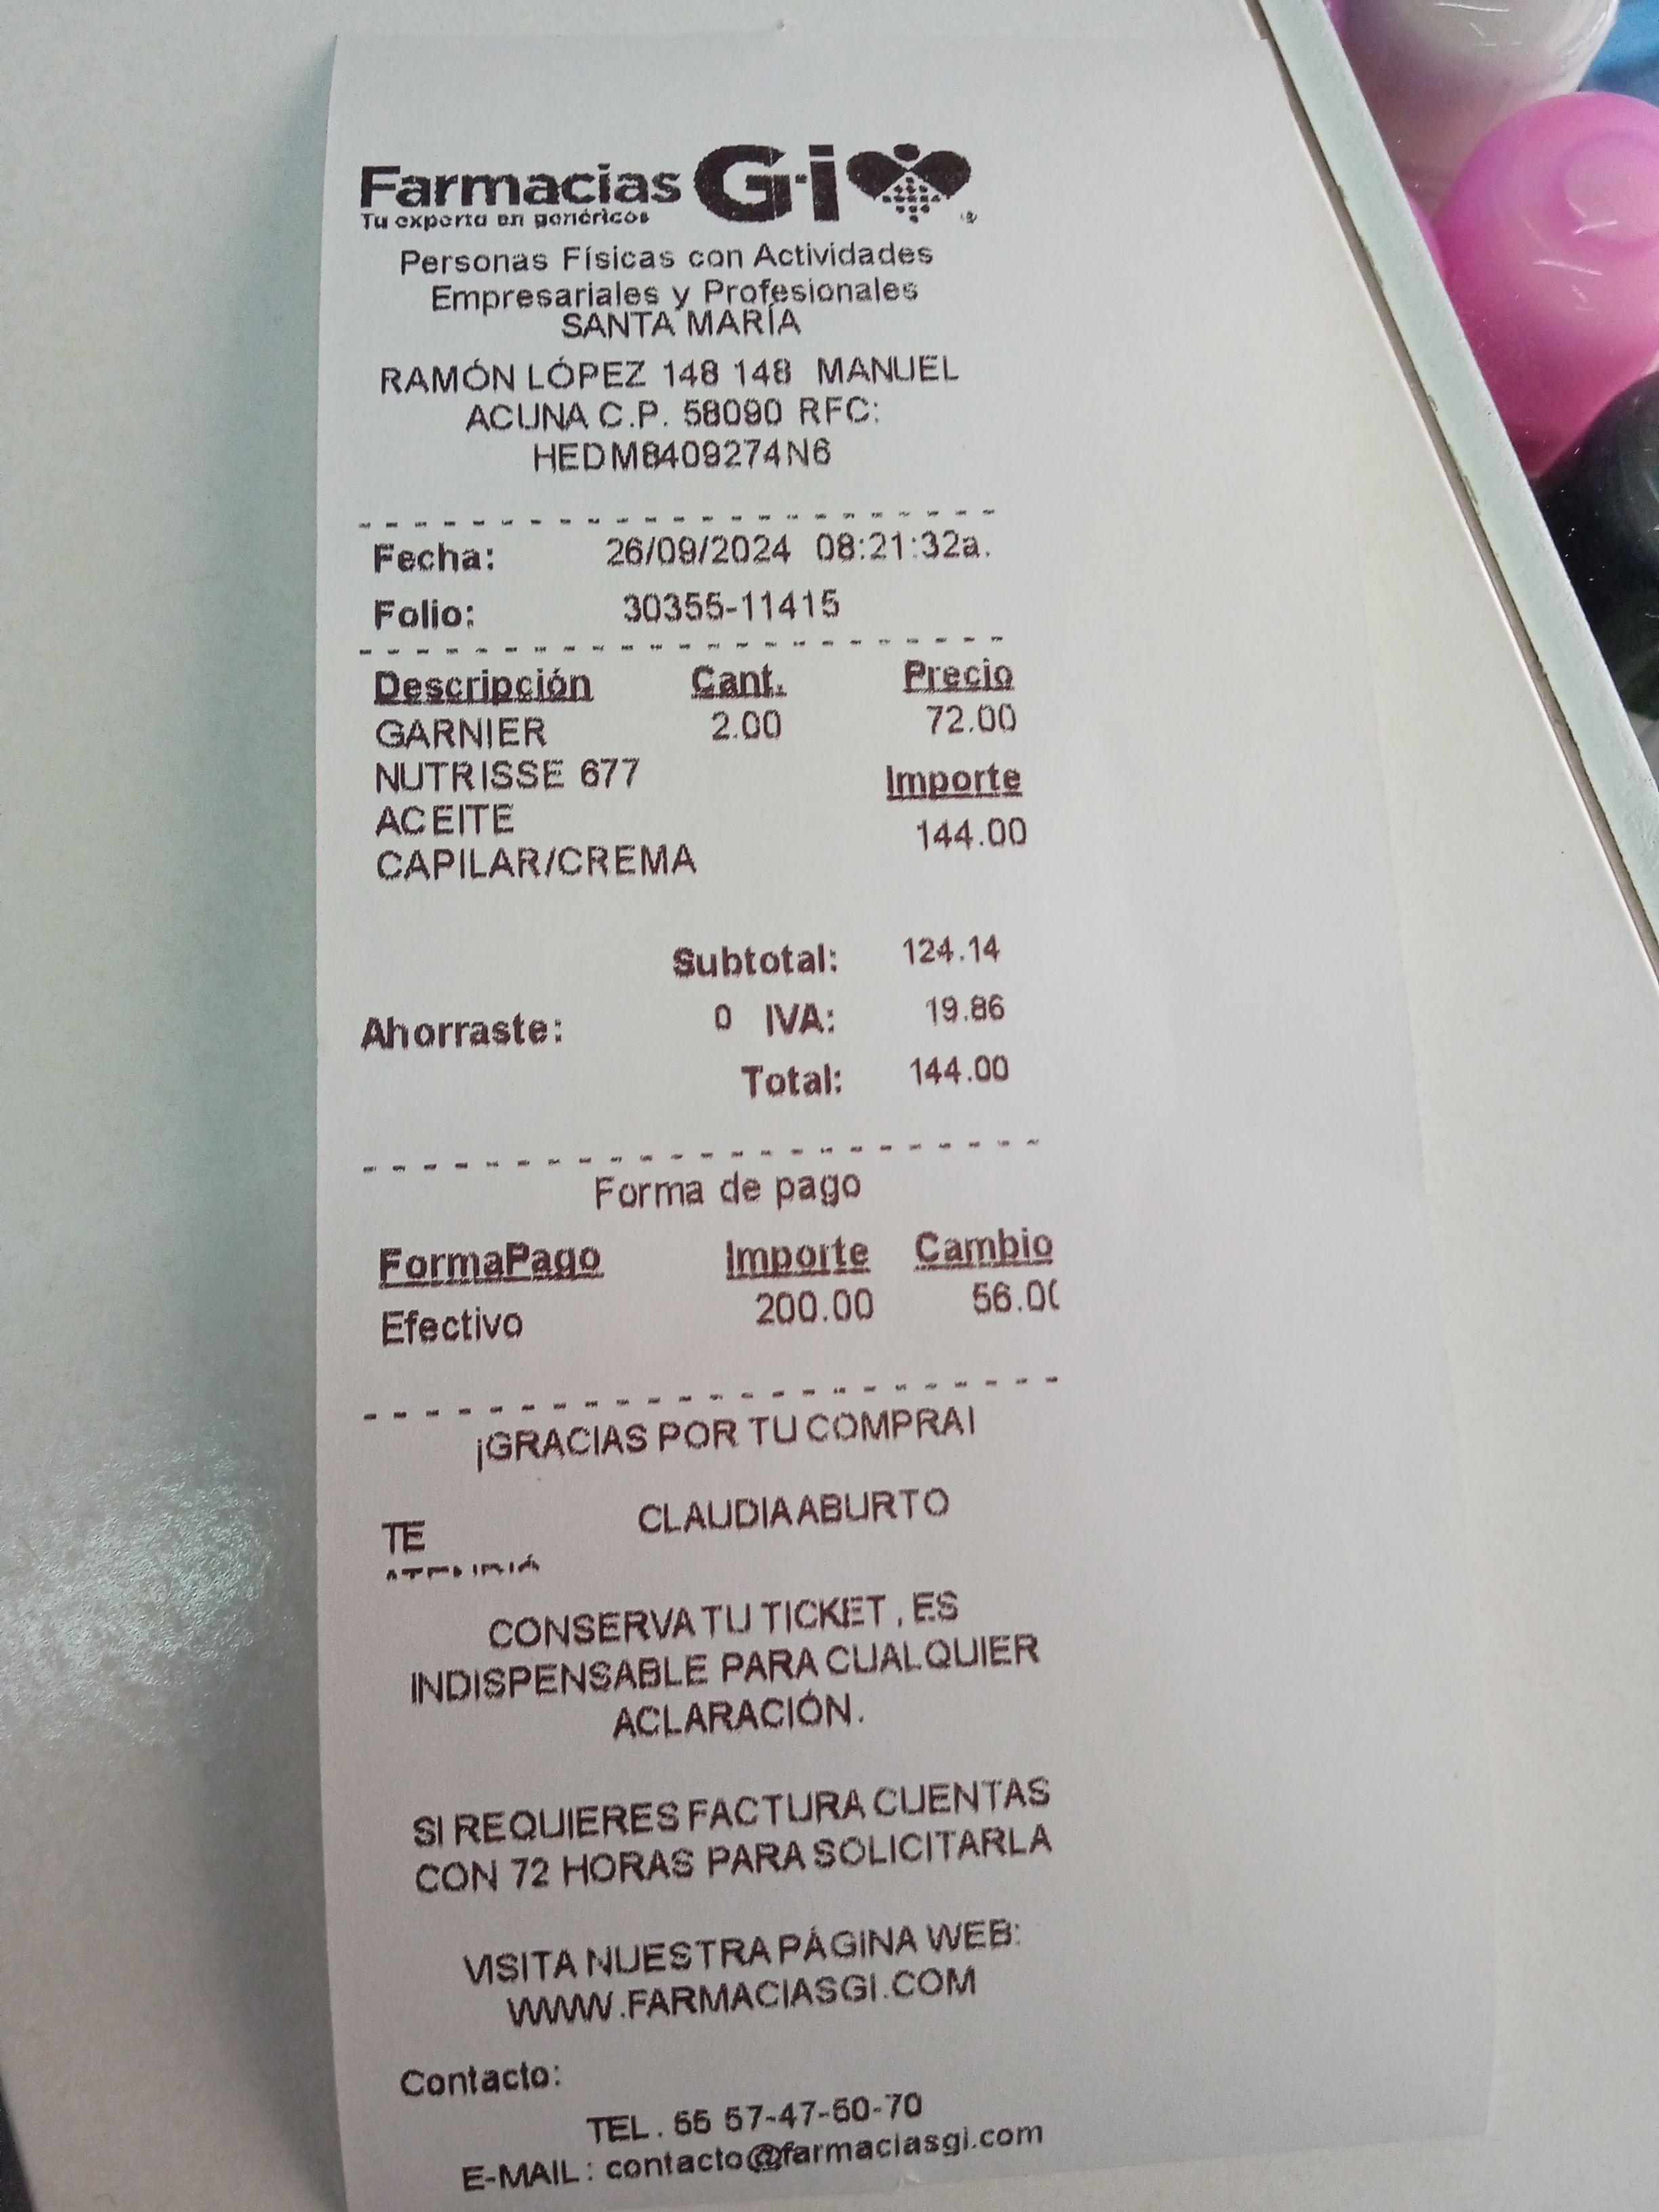 Farmacias Gi
Tu experto en genéricos
Personas Físicas con Actividades
Empresariales y Profesionales
SANTA MARÍA
RAMÓN LÓPEZ 148 148 MANUEL
ACUNA C.P. 58090 RFC:
HEDM8409274N6
Fecha: 26/09/2024 08:21:32a.
Folio: 30355-11415
Descripción Cant. Precio
GARNIER 2.00 72.00
NUTRISSE 677 Importe
ACEITE 144.00
CAPILAR/CREMA
Subtotal: 124.14
Ahorraste: 0 IVA: 19.86
Total: 144.00
Forma de pago
FormaPago Importe Cambio
Efectivo 200.00 56.00
¡GRACIAS POR TU COMPRA!
TE CLAUDIA ABURTO
CONSERVA TU TICKET, ES
INDISPENSABLE PARA CUALQUIER
ACLARACIÓN.
SI REQUIERES FACTURA CUENTAS
CON 72 HORAS PARA SOLICITARLA
VISITA NUESTRA PÁGINA WEB:
WWW.FARMACIASGI.COM
Contacto:
TEL. 55 57-47-50-70
E-MAIL: contacto@farmaciasgi.com